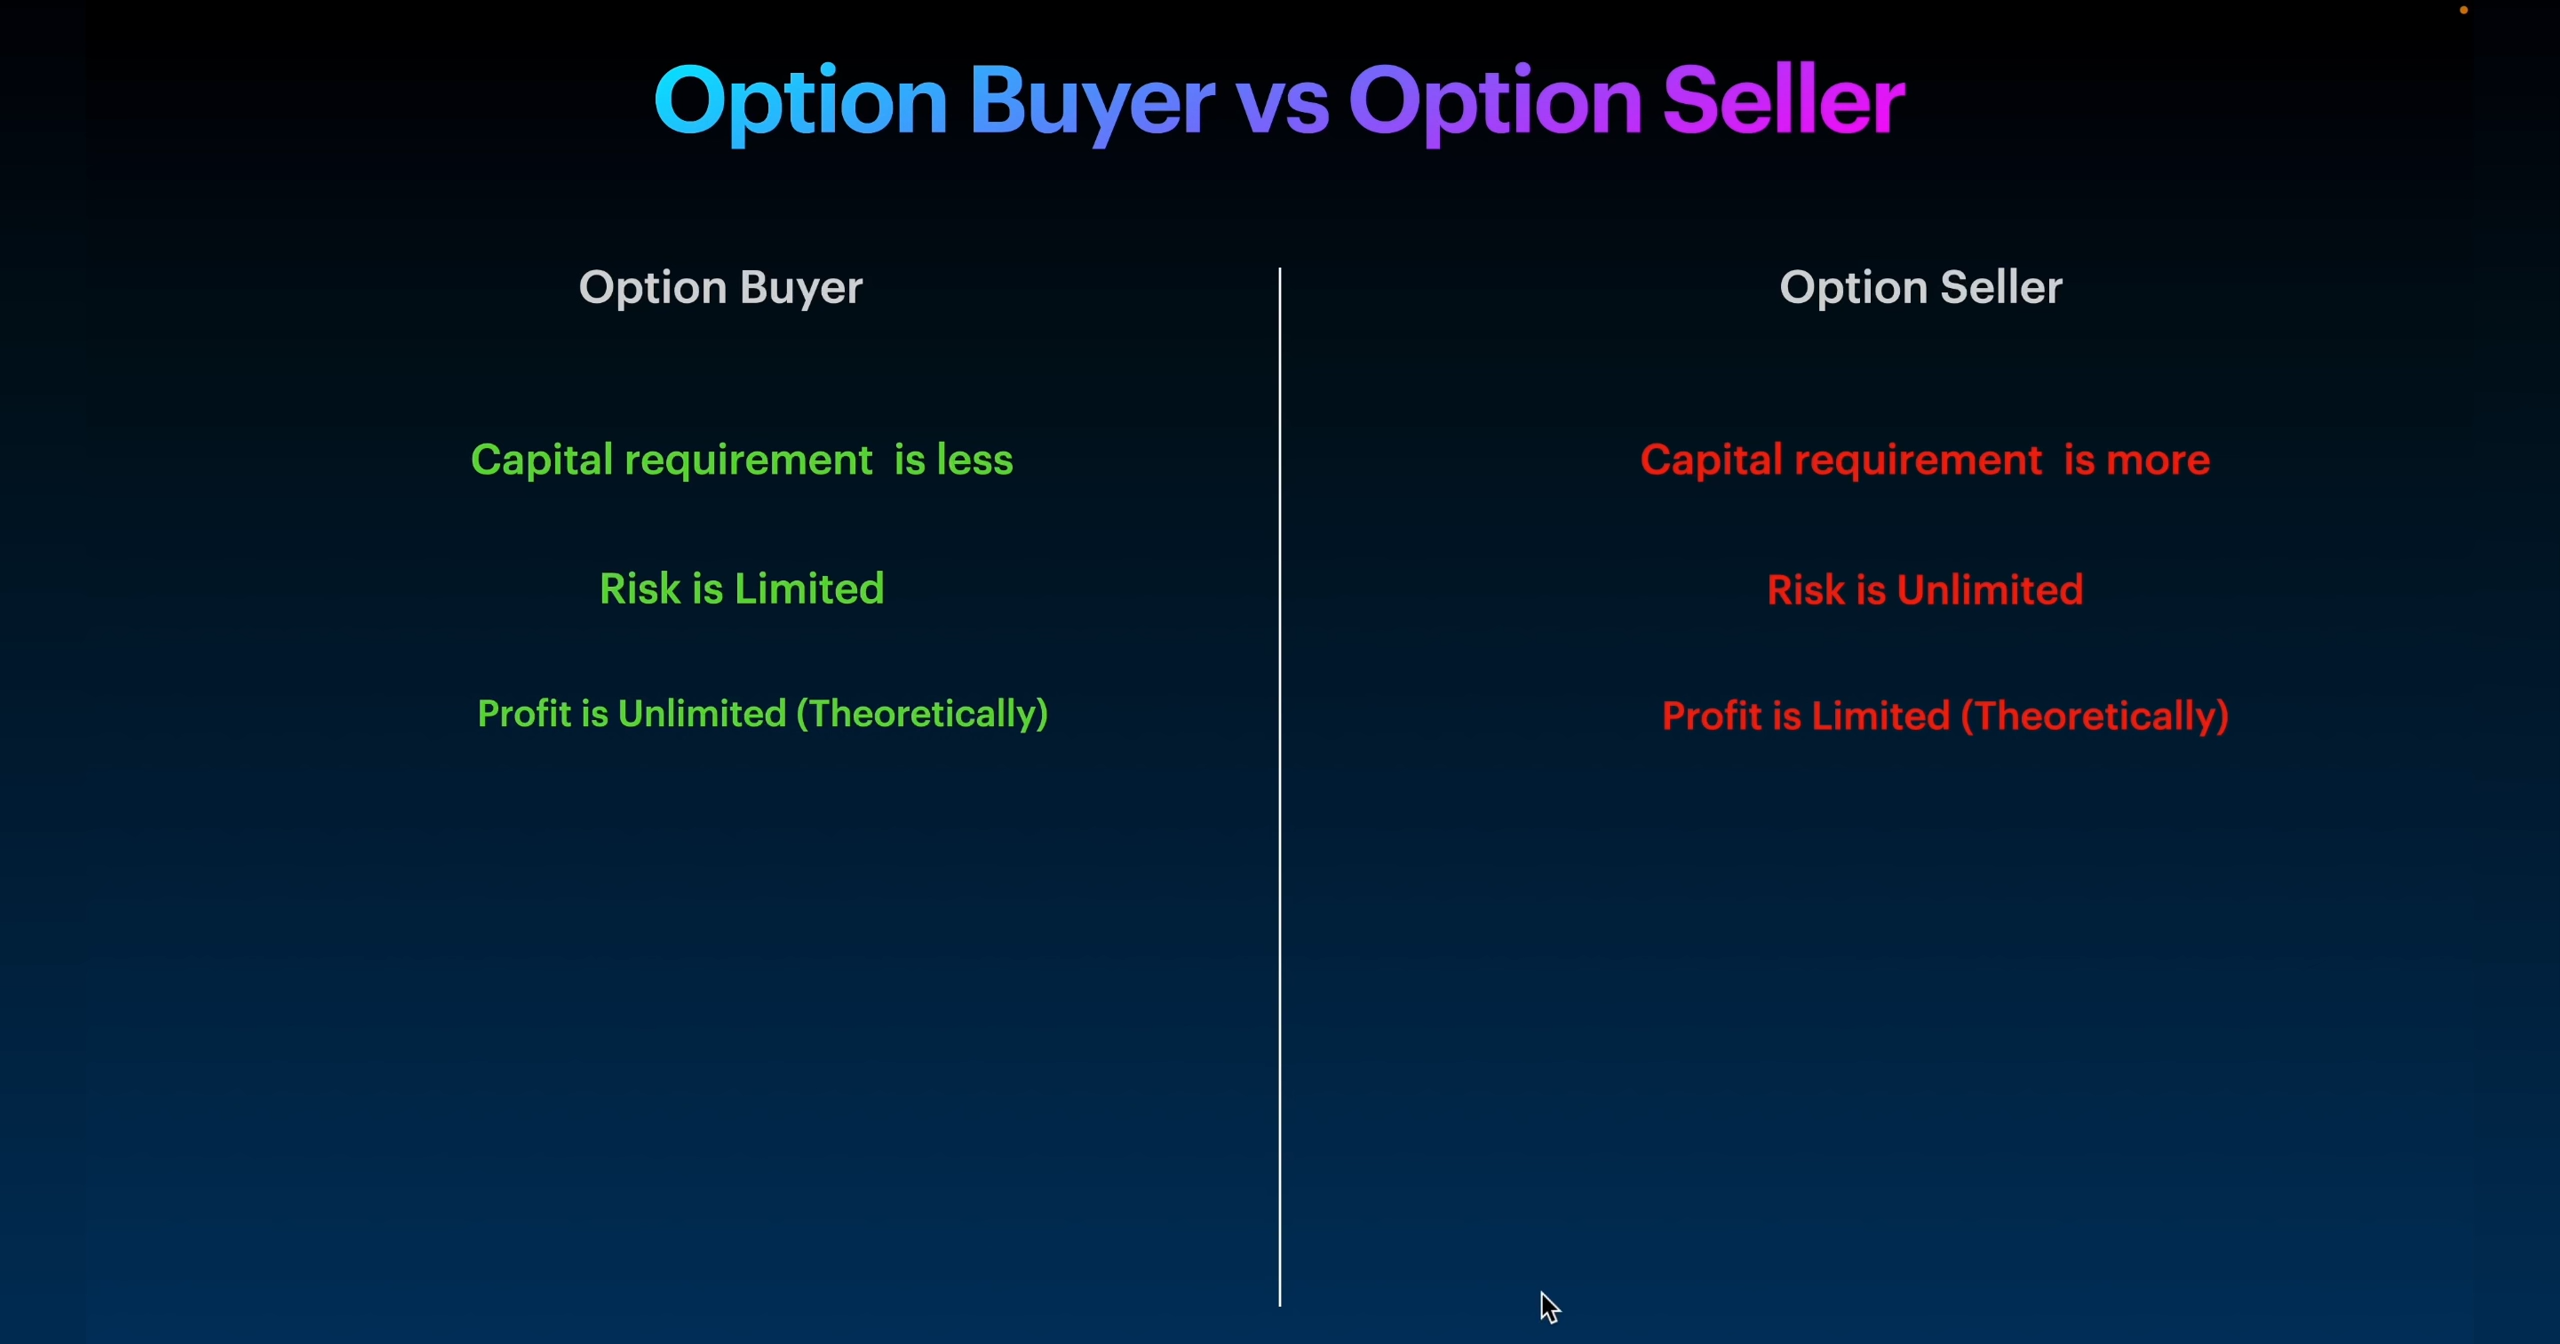 Option Buyer vs Option Seller
Option Buyer
Capital requirement  is less
Risk is Limited
Profit is Unlimited (Theoretically)
Option Seller
Capital requirement  is more
Risk is Unlimited
Profit is Limited (Theoretically)